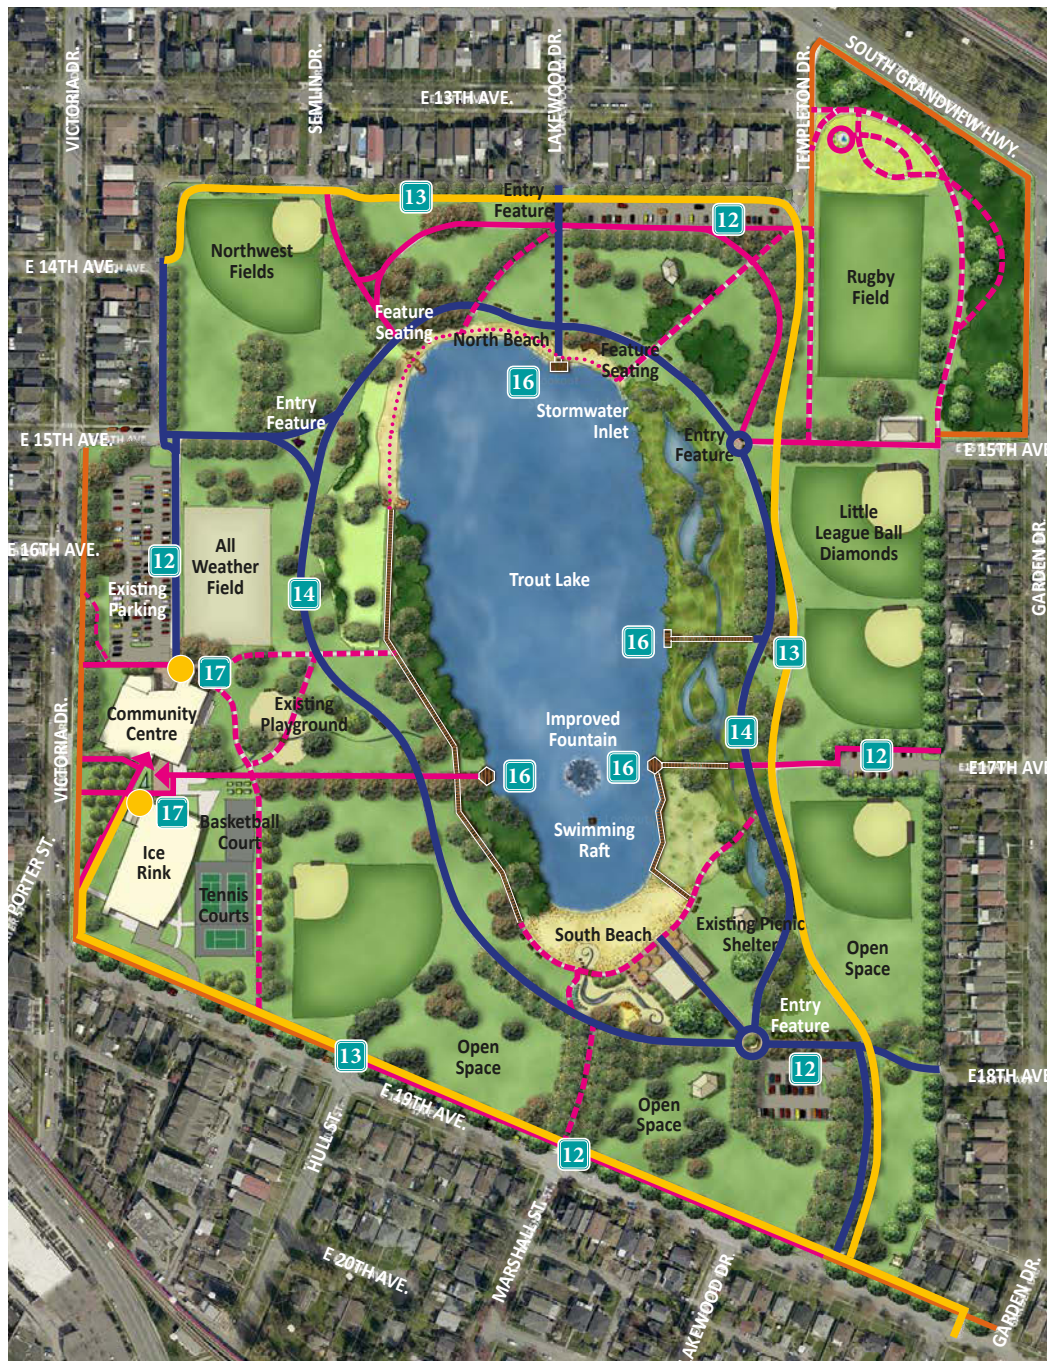 SOUTH GRANDVIEW HWY.
VICTORIA DR.
SEMLIN DR.
LAKEWOOD DR.
TEMPLETON DR.
E 13TH AVE.
13
Entry
Feature
12
Northwest
Fields
E 14TH AVE.
Rugby
Field
Feature
Seating
North Beach
Feature
Seating
16
Stormwater
Inlet
Entry
Feature
E 15TH AVE.
Entry
Feature
E 15TH AVE
Little
League Ball
Diamonds
E 16TH AVE.
12
All
Weather
Field
Existing
Parking
14
Trout Lake
GARDEN DR.
16
13
17
Community
Centre
Existing
Playground
Improved
Fountain
14
12
16
16
E17TH AVE.
VICTORIA DR.
17
Basketball
Court
Swimming
Raft
PORTER ST.
Ice
Rink
Tennis
Courts
South Beach
Existing Picnic
Shelter
Open
Space
Entry
Feature
13
Open
Space
12
E18TH AVE.
E 19TH AVE.
Open
Space
HULL ST.
12
MARSHALL ST.
E 20TH AVE.
LAKEWOOD DR.
GARDEN DR.